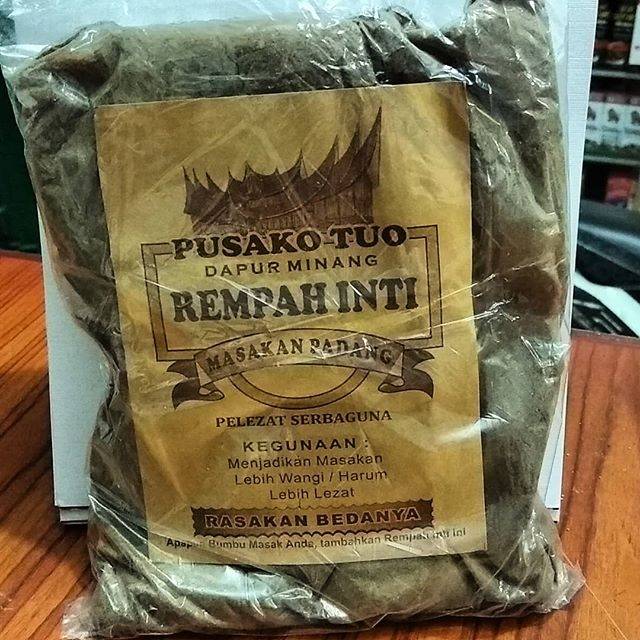 PUSAKO-TUO
DAPUR MINANG
REMPAH INTI
MASAKAN PADANG
PELEZAT SERBAGUNA
KEGUNAAN :
Menjadikan Masakan
Lebih Wangi / Harum
Lebih Lezat
RASAKAN BEDANYA
Apapun Bumbu Masak Anda, tambahkan Rempah inti ini